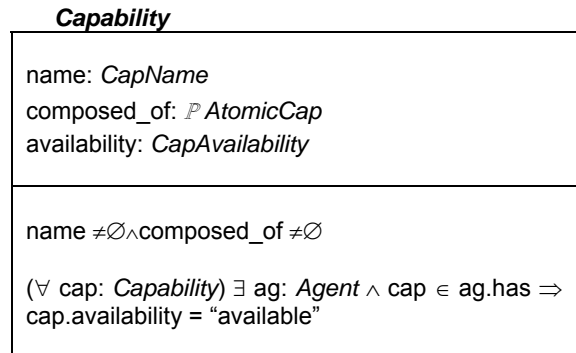 Capability
name: CapName
composed_of: ℙ AtomicCap
availability: CapAvailability
name ≠∅∧composed_of ≠∅
(∀ cap: Capability) ∃ ag: Agent ∧ cap ∈ ag.has ⇒
cap.availability = “available”